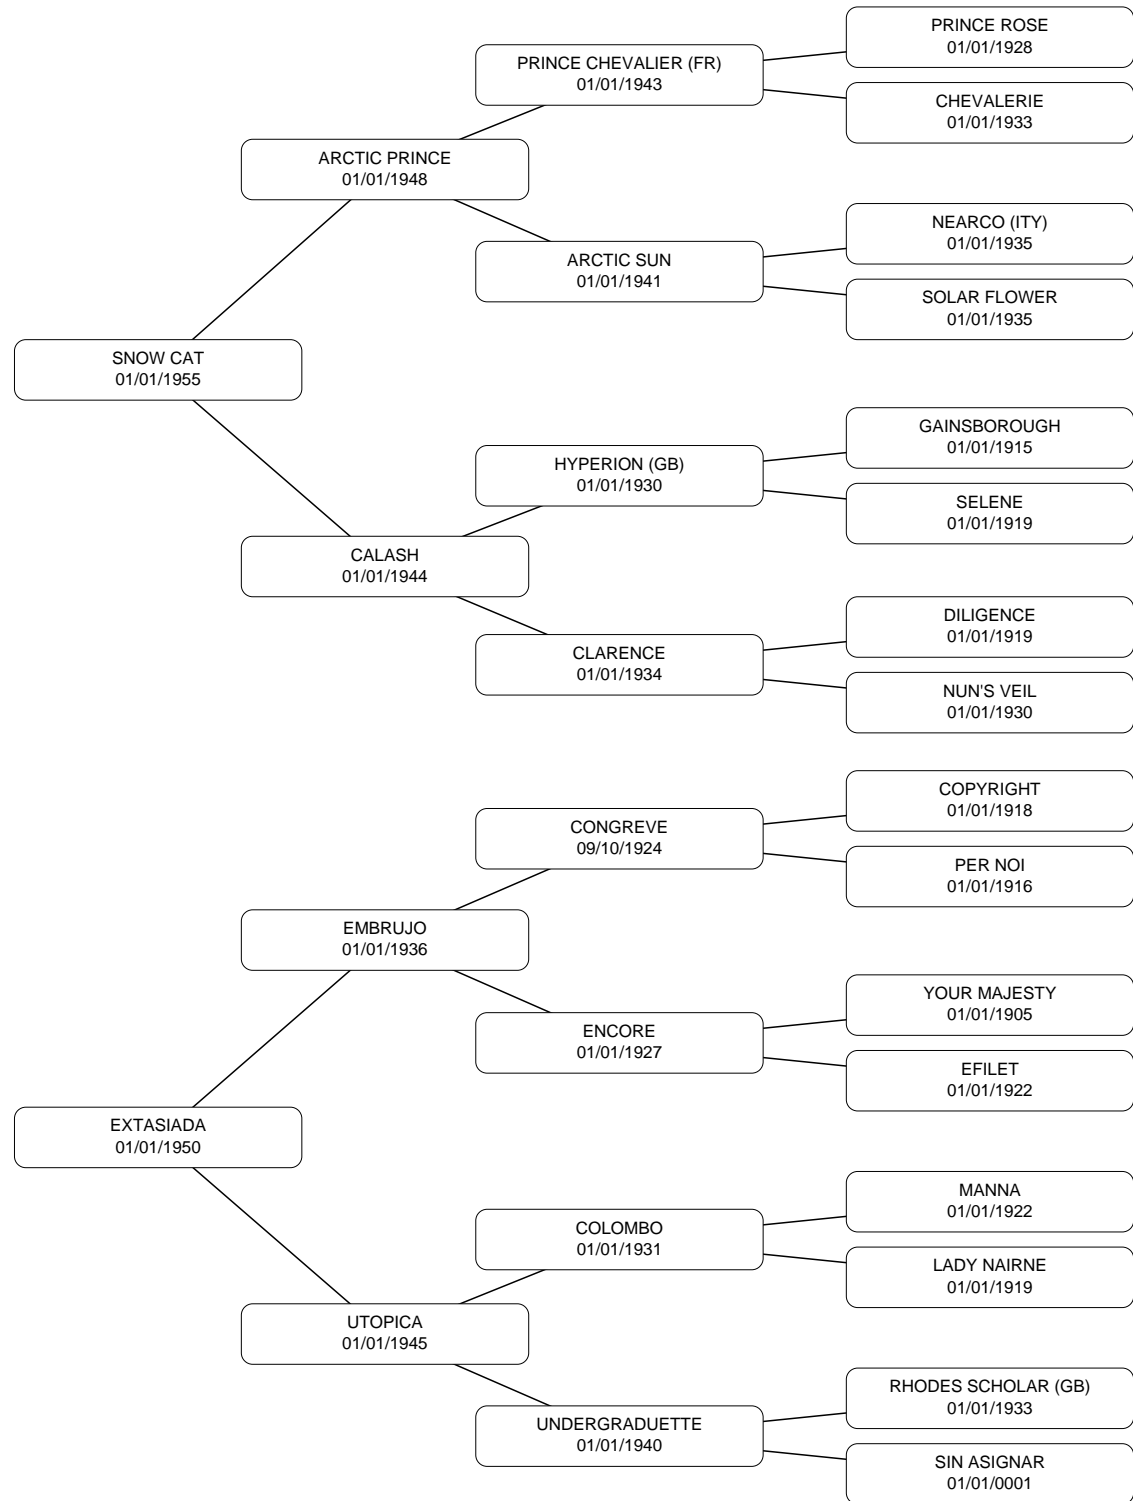 PRINCE ROSE
01/01/1928
PRINCE CHEVALIER (FR)
01/01/1943
CHEVALERIE
01/01/1933
ARCTIC PRINCE
01/01/1948
NEARCO (ITY)
01/01/1935
ARCTIC SUN
01/01/1941
SOLAR FLOWER
01/01/1935
SNOW CAT
01/01/1955
GAINSBOROUGH
01/01/1915
HYPERION (GB)
01/01/1930
SELENE
01/01/1919
CALASH
01/01/1944
DILIGENCE
01/01/1919
CLARENCE
01/01/1934
NUN'S VEIL
01/01/1930
COPYRIGHT
01/01/1918
CONGREVE
09/10/1924
PER NOI
01/01/1916
EMBRUJO
01/01/1936
YOUR MAJESTY
01/01/1905
ENCORE
01/01/1927
EFILET
01/01/1922
EXTASIADA
01/01/1950
MANNA
01/01/1922
COLOMBO
01/01/1931
LADY NAIRNE
01/01/1919
UTOPICA
01/01/1945
RHODES SCHOLAR (GB)
01/01/1933
UNDERGRADUETTE
01/01/1940
SIN ASIGNAR
01/01/0001